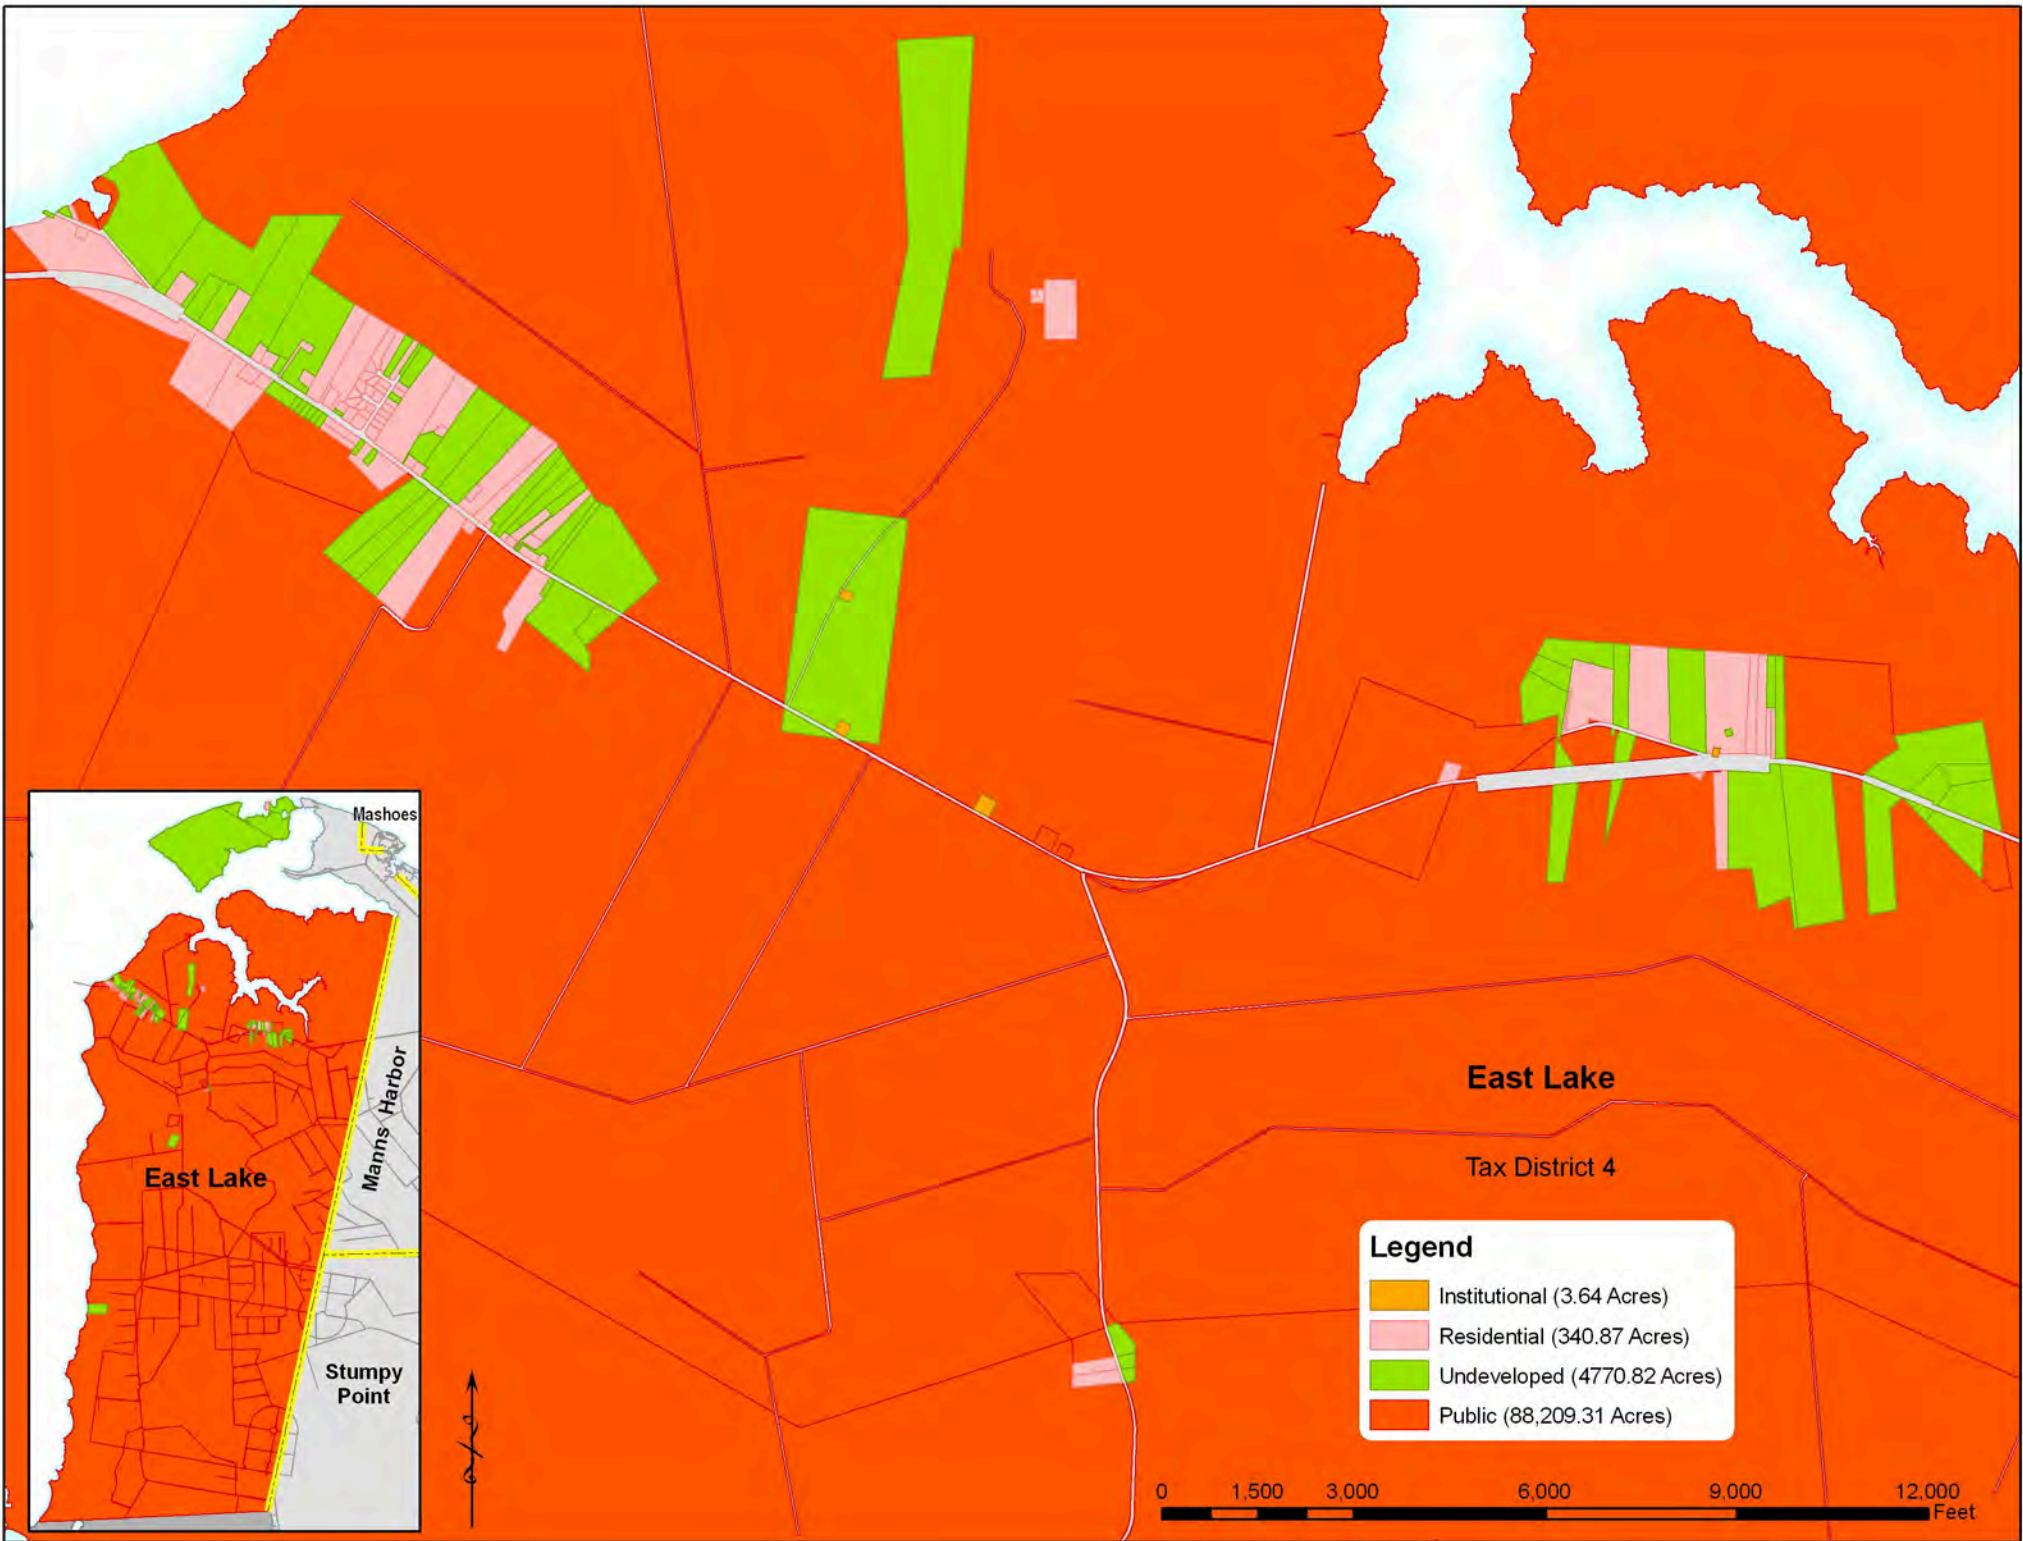 Mashoes
Manns Harbor
East Lake
Stumpy
Point
East Lake
Tax District 4
Legend
Institutional (3.64 Acres)
Residential (340.87 Acres)
Undeveloped (4770.82 Acres)
Public (88,209.31 Acres)
0 1,500 3,000 6,000 9,000 12,000
Feet